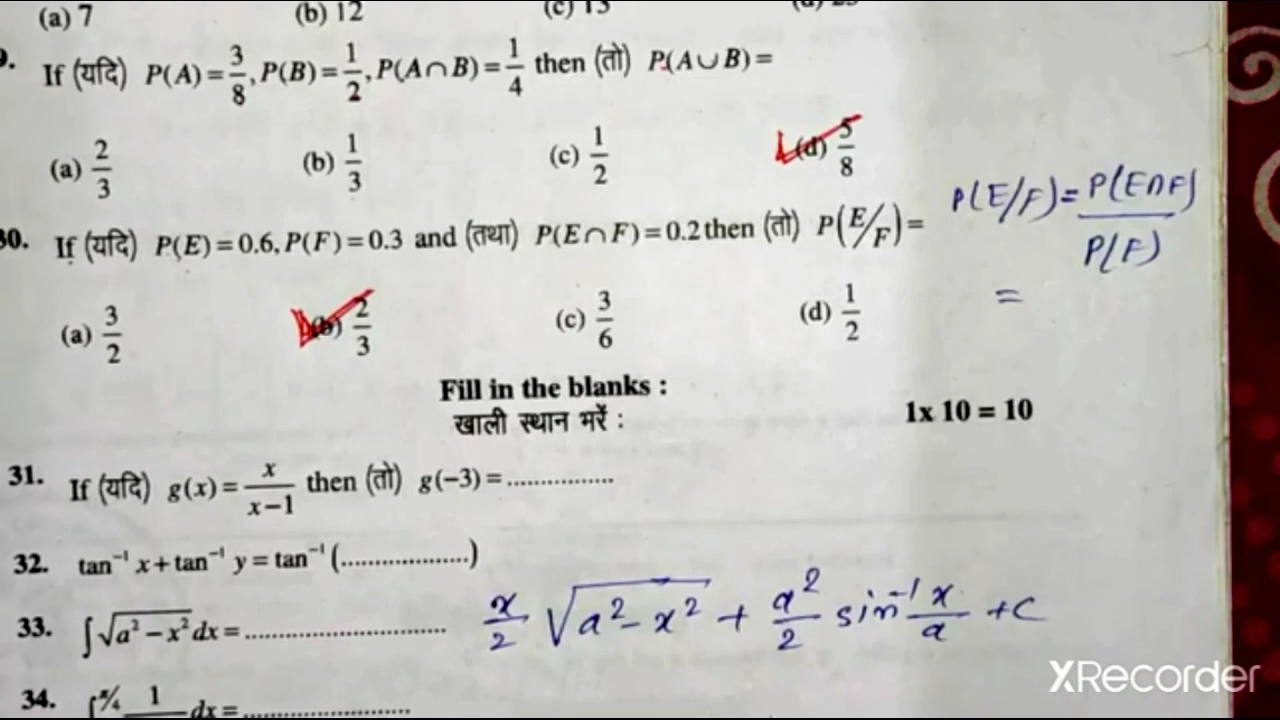 (a) 7 (b) 12 (c) 13
9. If (यदि) P(A) = 3/8, P(B) = 1/2, P(A∩B) = 1/4 then (तो) P(A∪B) =
(a) 2/3 (b) 1/3 (c) 1/2 (d) 5/8
30. If (यदि) P(E) = 0.6, P(F) = 0.3 and (तथा) P(E∩F) = 0.2 then (तो) P(E/F) =
P(E/F) = P(E∩F)/P(F)
=
(a) 3/2 (b) 2/3 (c) 3/6 (d) 1/2
Fill in the blanks :
खाली स्थान भरें :
1x 10 = 10
31. If (यदि) g(x) = x/(x−1) then (तो) g(−3) = ...............
32. tan⁻¹ x + tan⁻¹ y = tan⁻¹ (...................)
33. ∫√(a² − x²) dx = .............................. x/2 √(a² − x²) + a²/2 sin⁻¹ x/a + C
34. dx = .........................
XRecorder